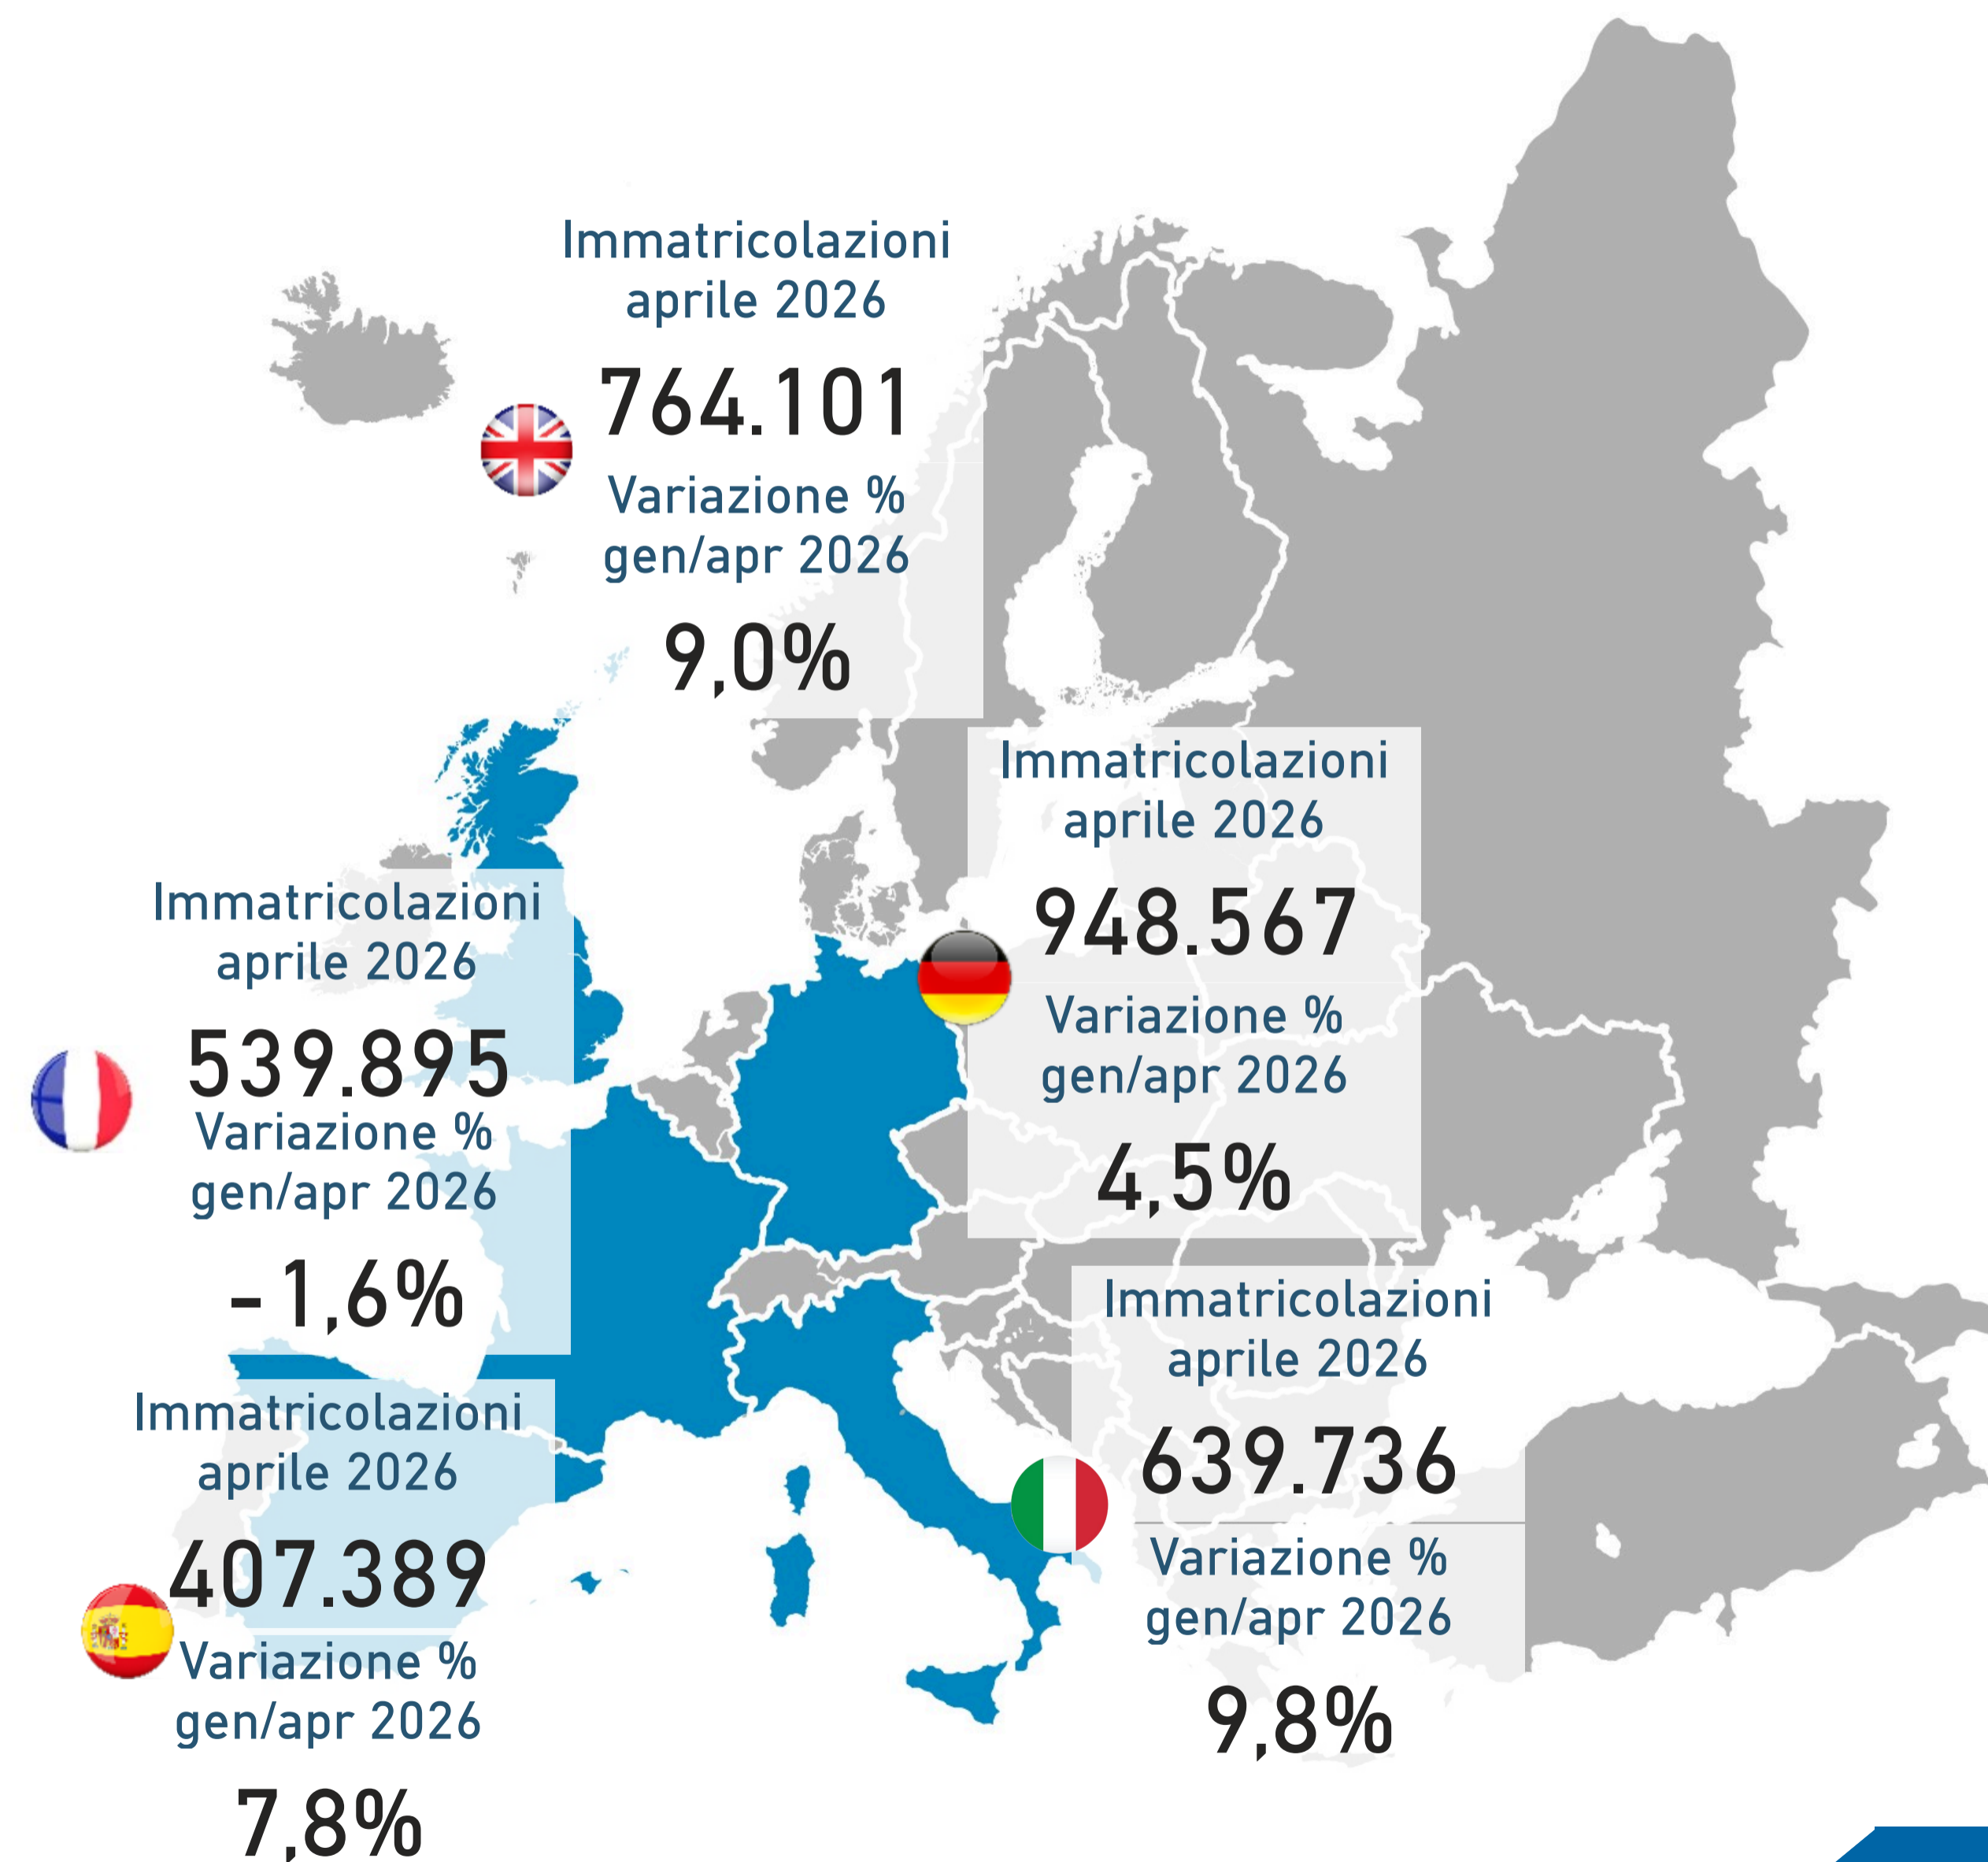 Immatricolazioni
aprile 2026
764.101
Variazione %
gen/apr 2026
9,0%
Immatricolazioni
aprile 2026
948.567
Variazione %
gen/apr 2026
4,5%
Immatricolazioni
aprile 2026
539.895
Variazione %
gen/apr 2026
-1,6%
Immatricolazioni
aprile 2026
639.736
Variazione %
gen/apr 2026
9,8%
Immatricolazioni
aprile 2026
407.389
Variazione %
gen/apr 2026
7,8%